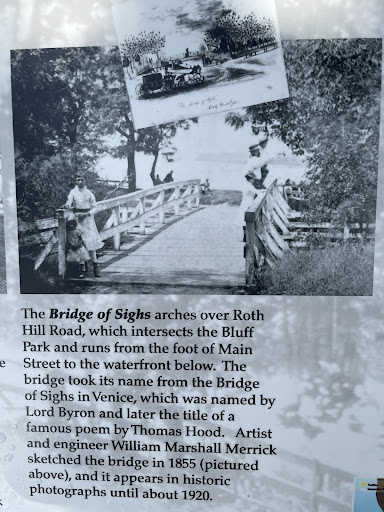 The Bridge of Sighs arches over Roth
Hill Road, which intersects the Bluff
Park and runs from the foot of Main
Street to the waterfront below. The
bridge took its name from the Bridge
of Sighs in Venice, which was named by
Lord Byron and later the title of a
famous poem by Thomas Hood. Artist
and engineer William Marshall Merrick
sketched the bridge in 1855 (pictured
above), and it appears in historic
photographs until about 1920.